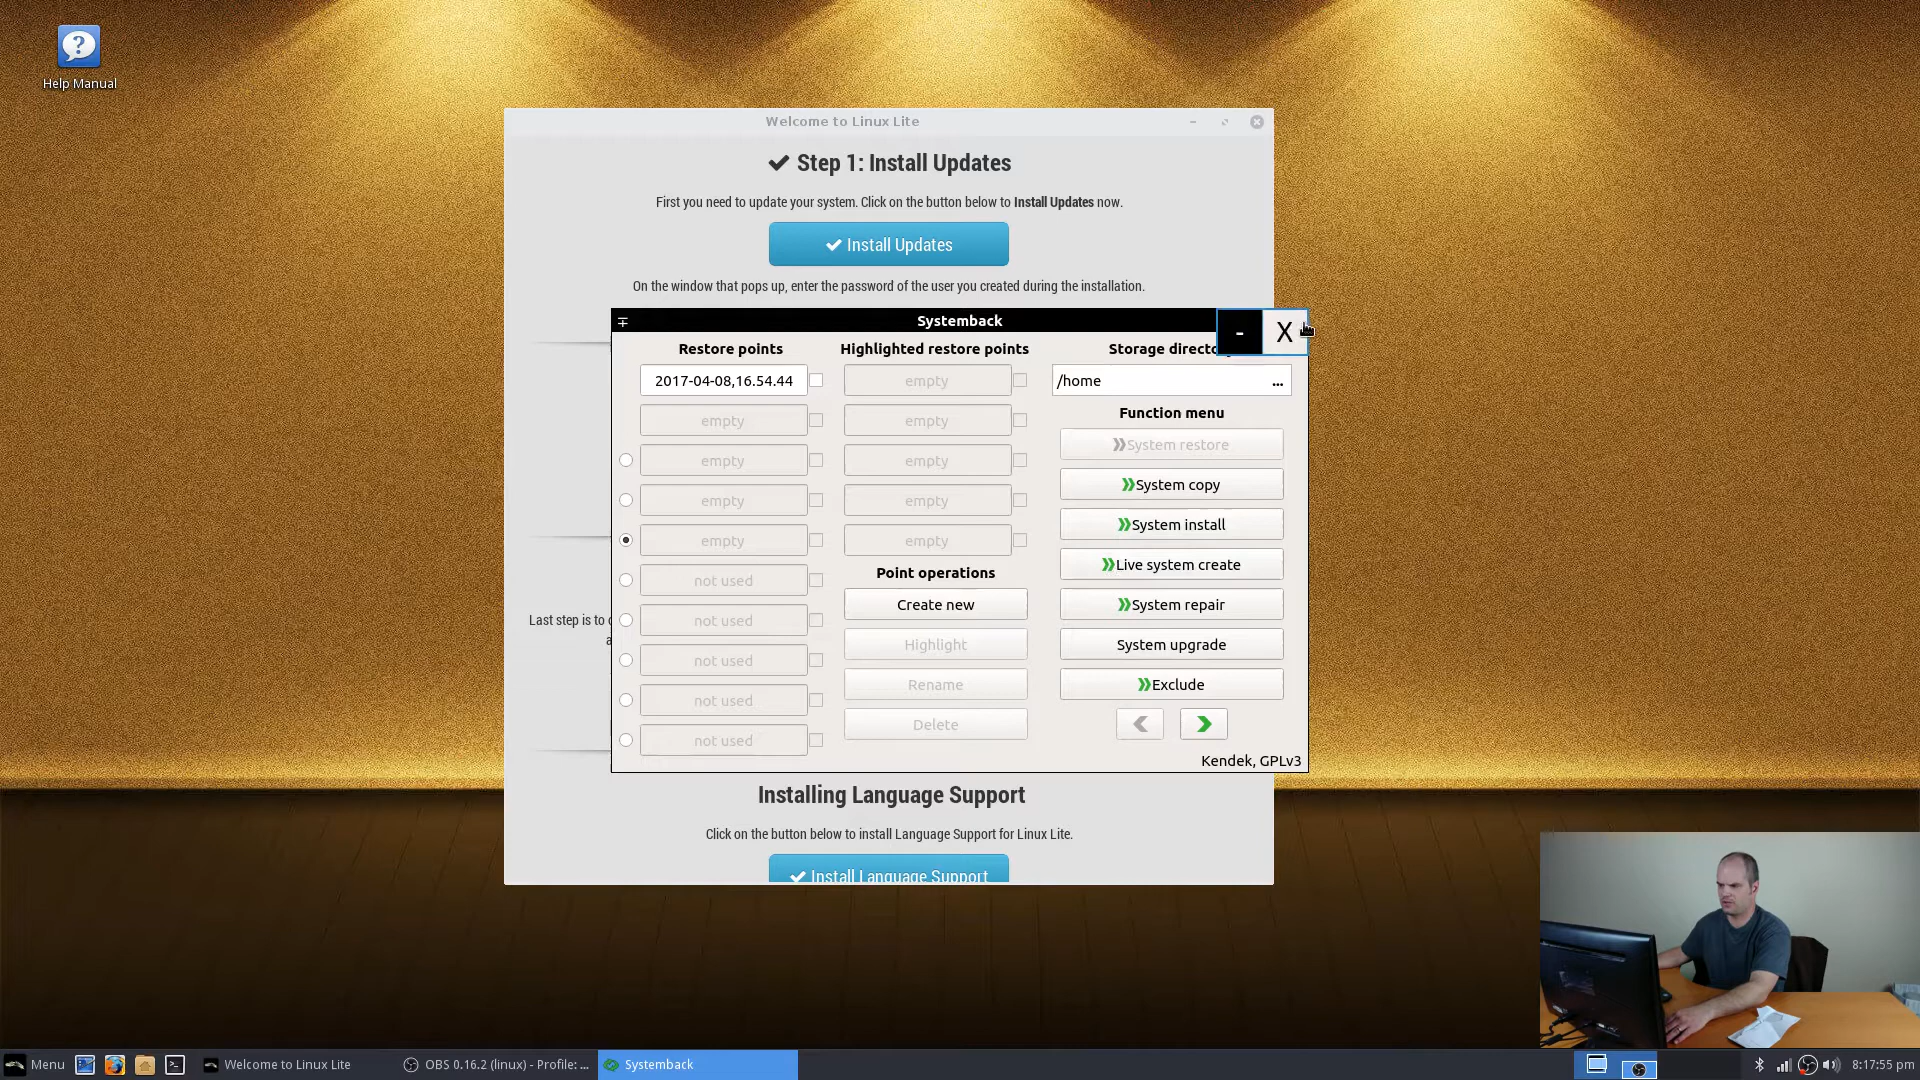 Help Manual
Welcome to Linux Lite
Step 1: Install Updates
First you need to update your system. Click on the button below to Install Updates now.
Install Updates
On the window that pops up, enter the password of the user you created during the installation.
Systemback
- X
Restore points
Highlighted restore points
2017-04-08,16.54.44
empty
empty
empty
empty
not used
not used
not used
not used
not used
empty
empty
empty
empty
empty
Point operations
Create new
Highlight
Rename
Delete
/home
...
Function menu
System restore
System copy
System install
Live system create
System repair
System upgrade
Exclude
Kendek, GPLv3
Last step is to
Installing Language Support
Click on the button below to install Language Support for Linux Lite.
Install Language Support
Menu
Welcome to Linux Lite
OBS 0.16.2 (linux) - Profile: ...
Systemback
8:17:55 pm